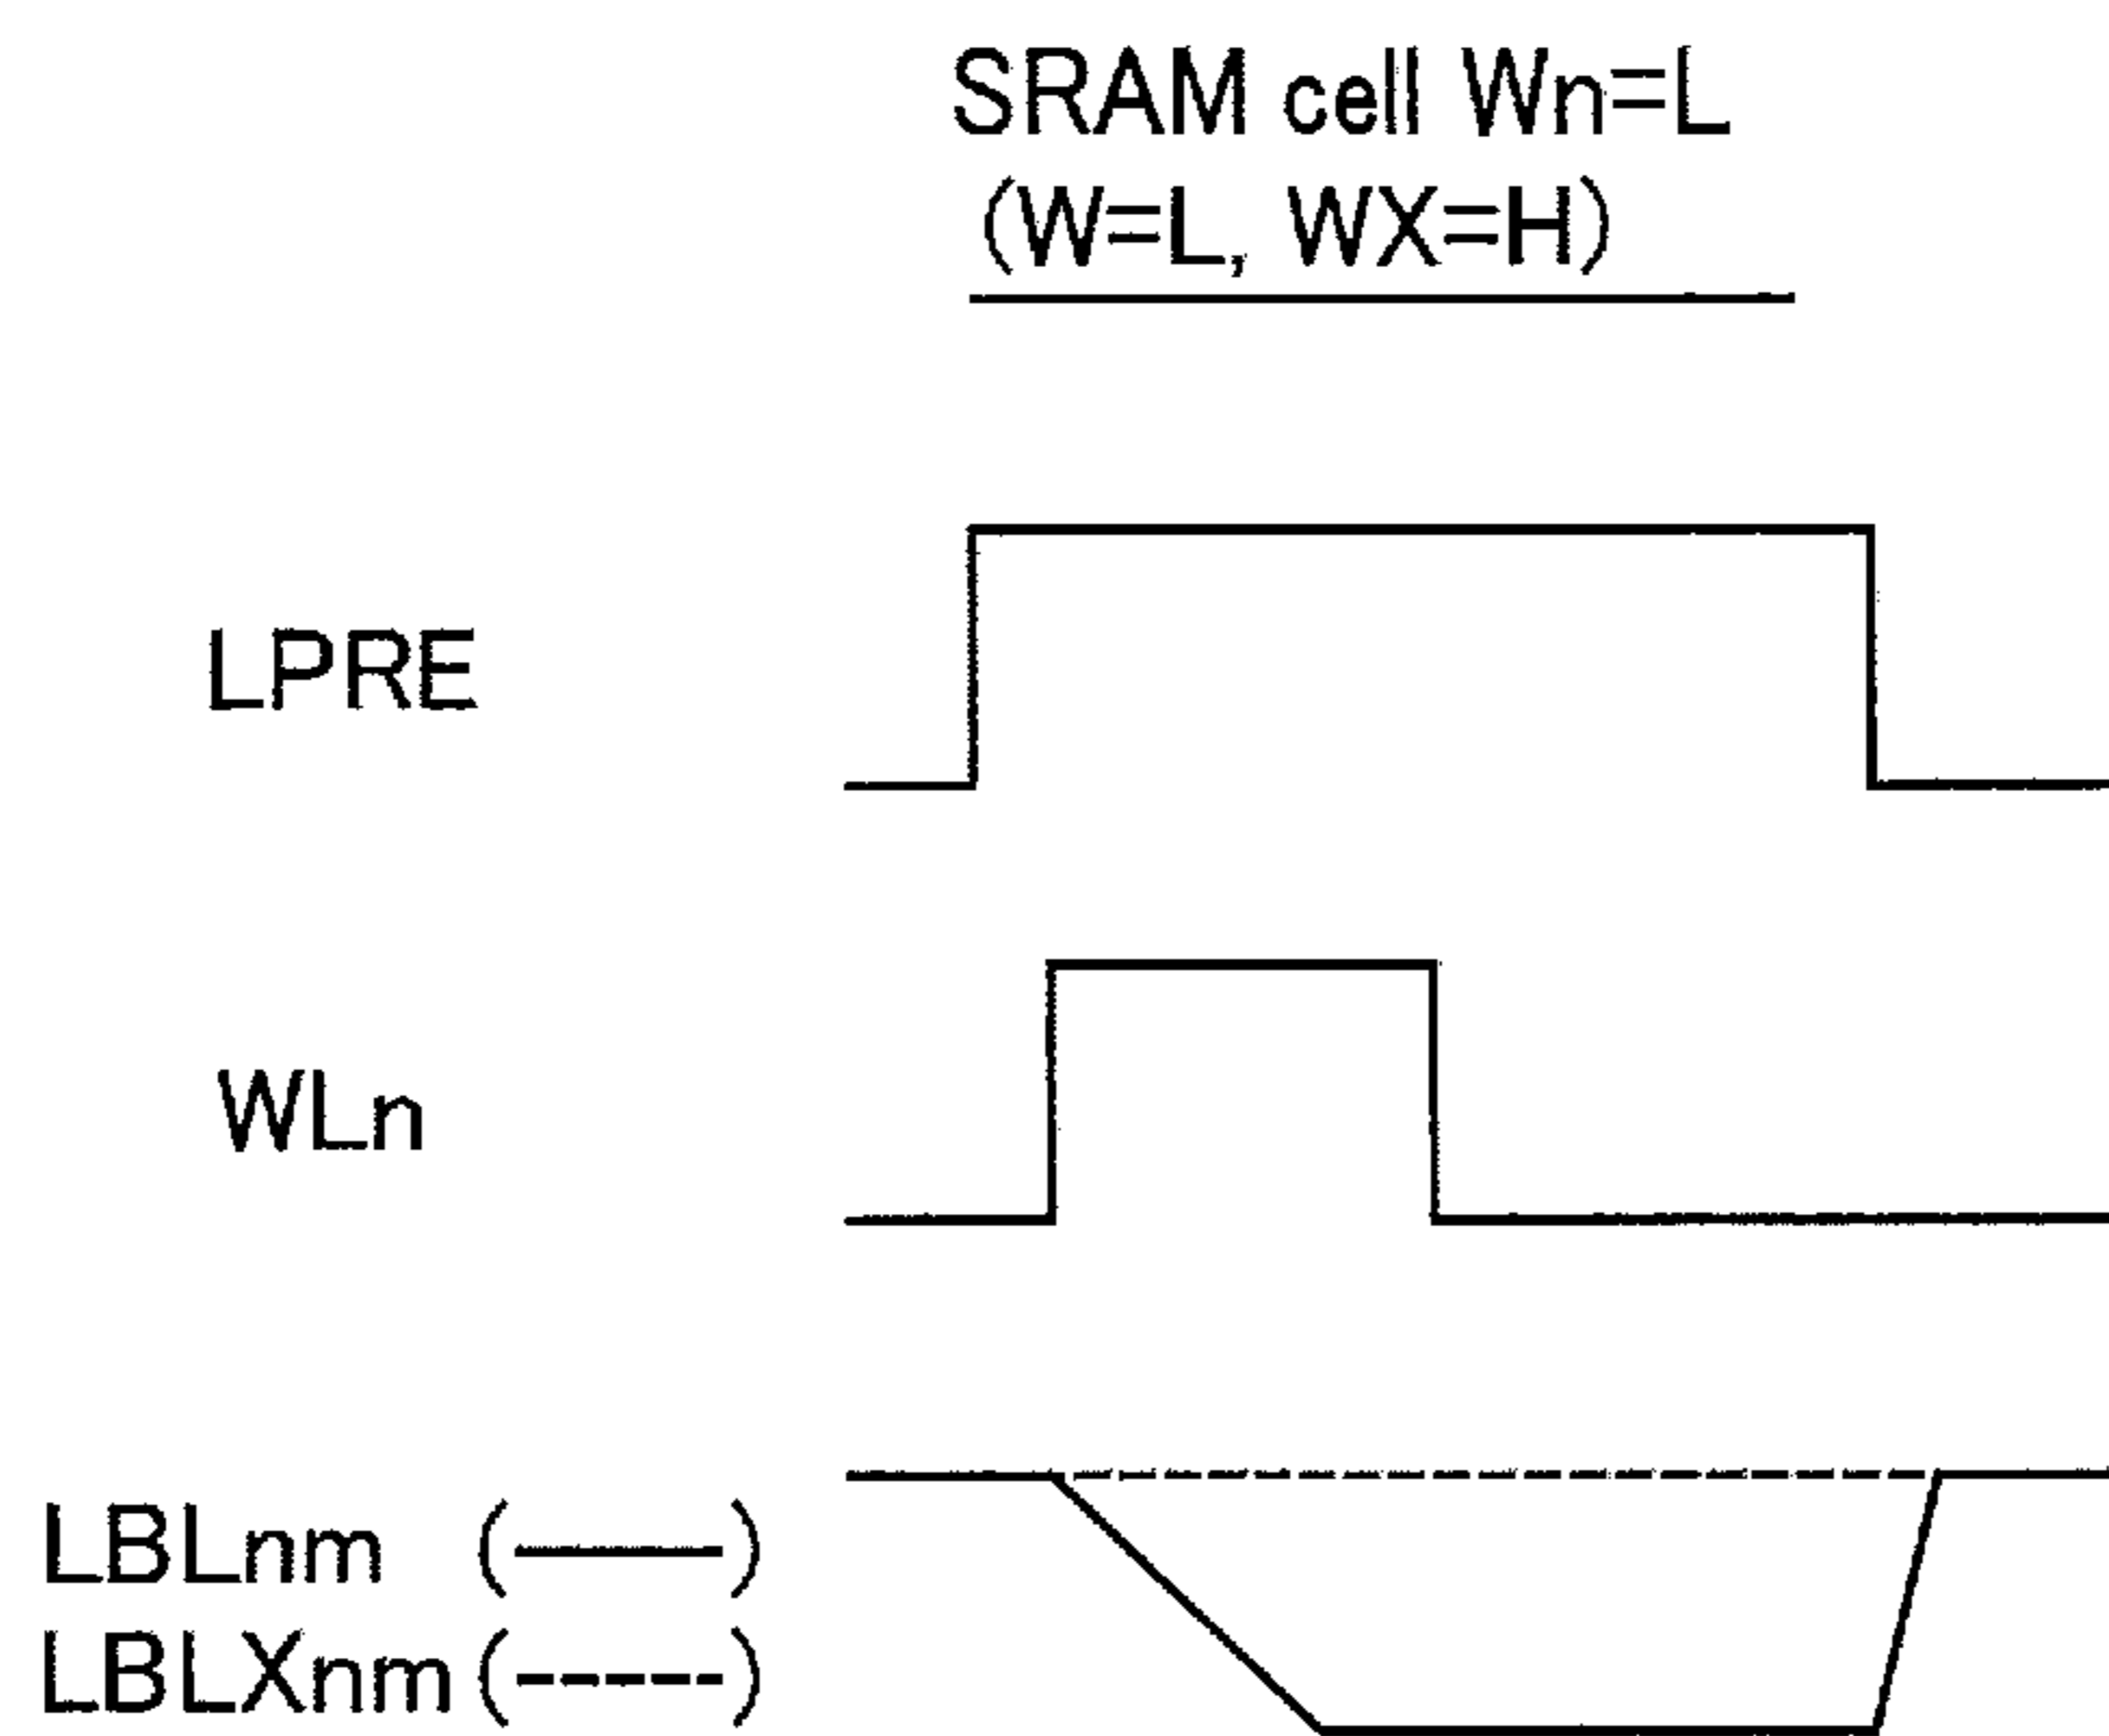 SRAM cell Wn=L
(W=L, WX=H)
LPRE
WLn
LBLnm (———)
LBLXnm(-----)